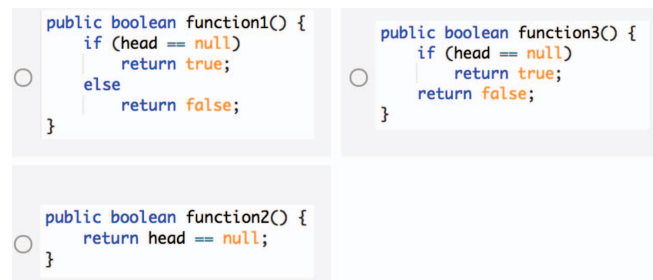 public boolean function1() {
if (head == null)
return true;
else
return false;
}
public boolean function3() {
if (head == null)
return true;
return false;
}
public boolean function2() {
return head == null;
}